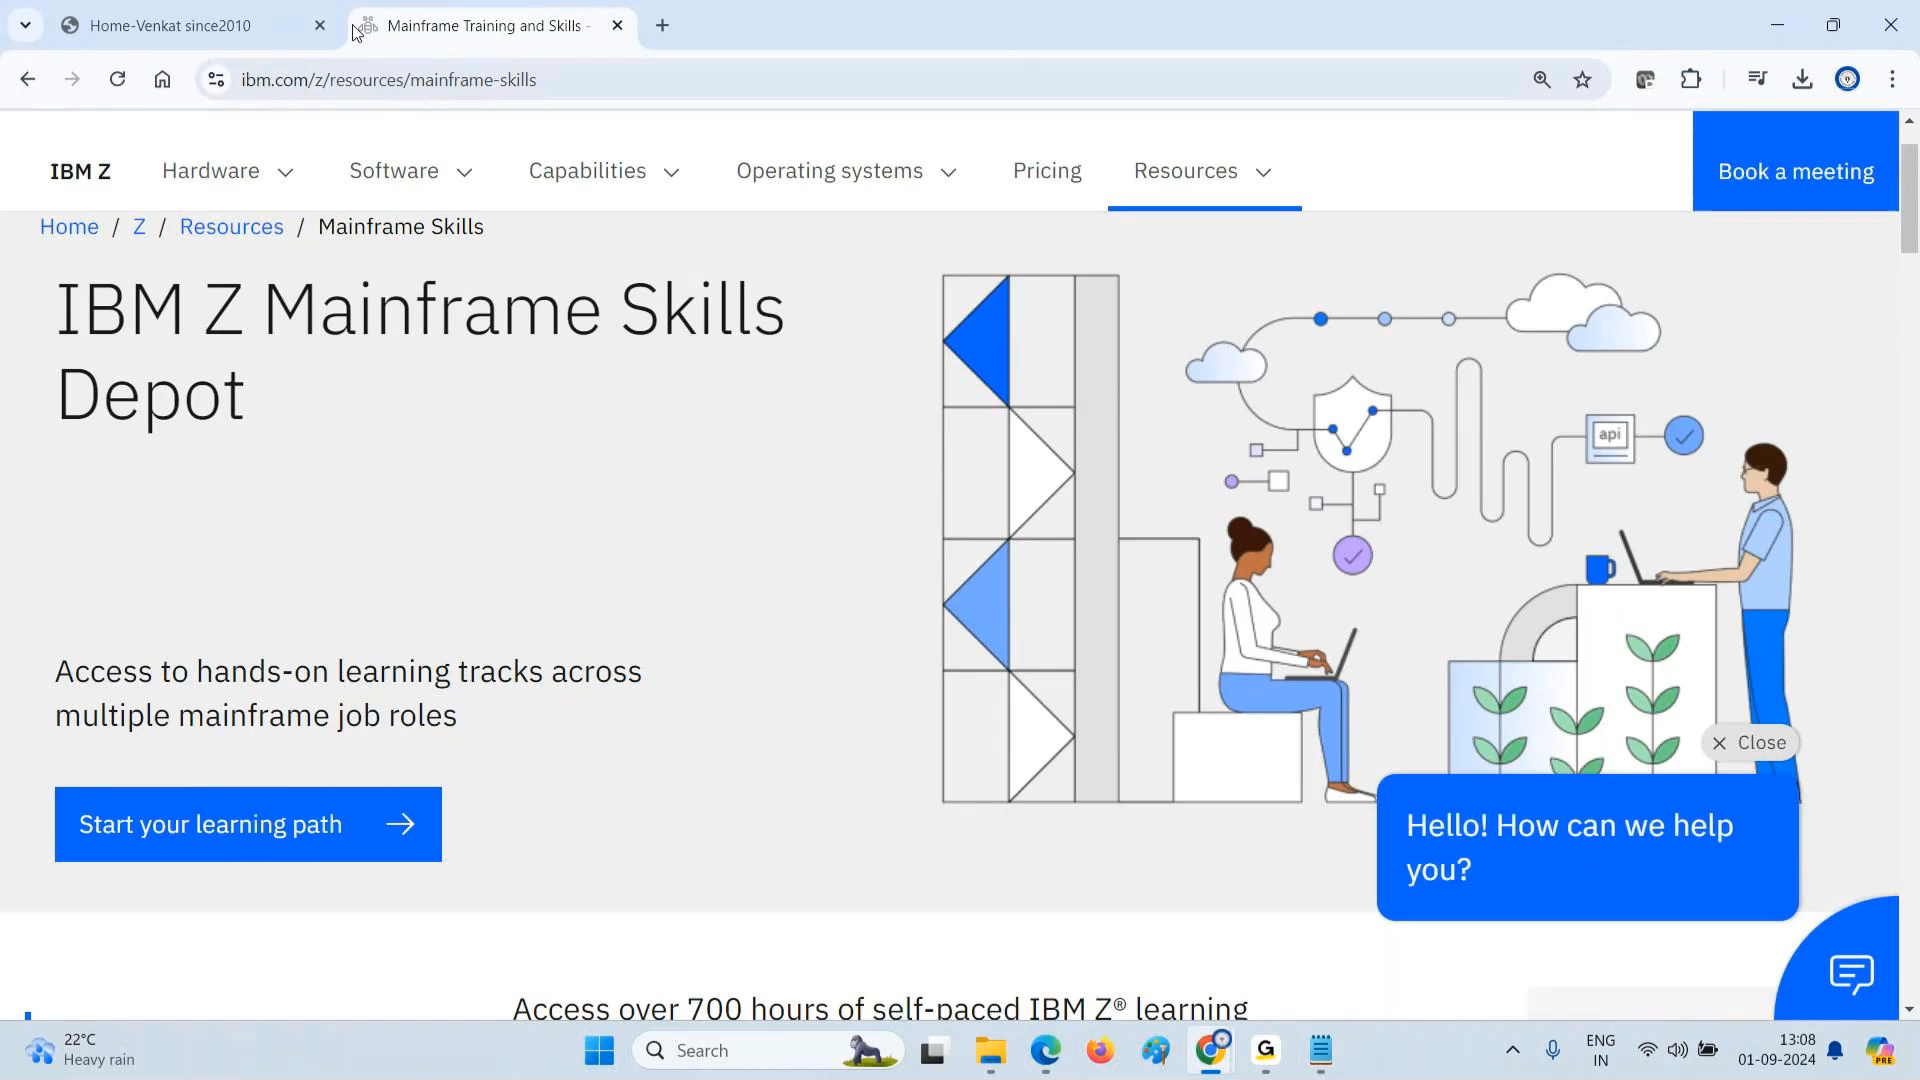 Home-Venkat since2010
Mainframe Training and Skills -
ibm.com/z/resources/mainframe-skills
IBM Z
Hardware
Software
Capabilities
Operating systems
Pricing
Resources
Book a meeting
Home / Z / Resources / Mainframe Skills
IBM Z Mainframe Skills
Depot
api
Access to hands-on learning tracks across
multiple mainframe job roles
Start your learning path
Close
Hello! How can we help
you?
Access over 700 hours of self-paced IBM Z® learning
22°C
Heavy rain
Search
G
ENG
IN
13:08
01-09-2024
PRE